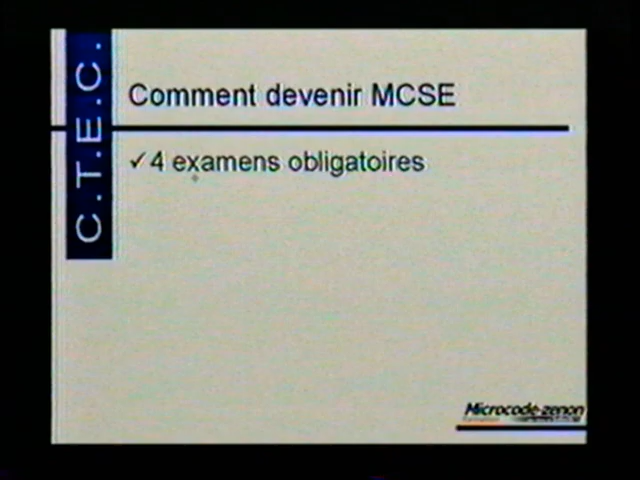 C.T.E.C.
Comment devenir MCSE
✓ 4 examens obligatoires
Microcode-zenon